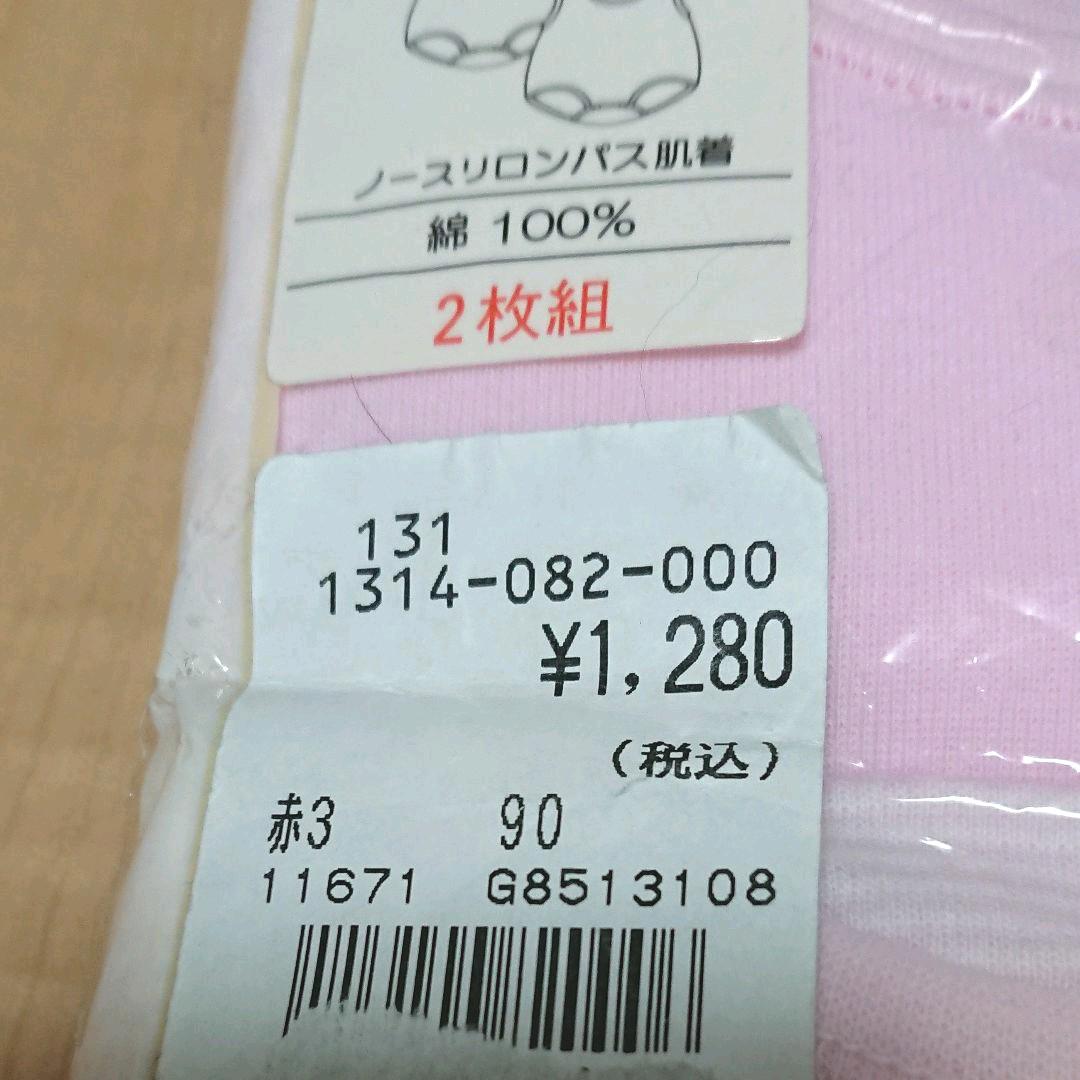 ノースリロンパス肌着
綿 100%
2枚組
131
1314-082-000
¥1,280
(税込)
赤3 90
11671 G8513108